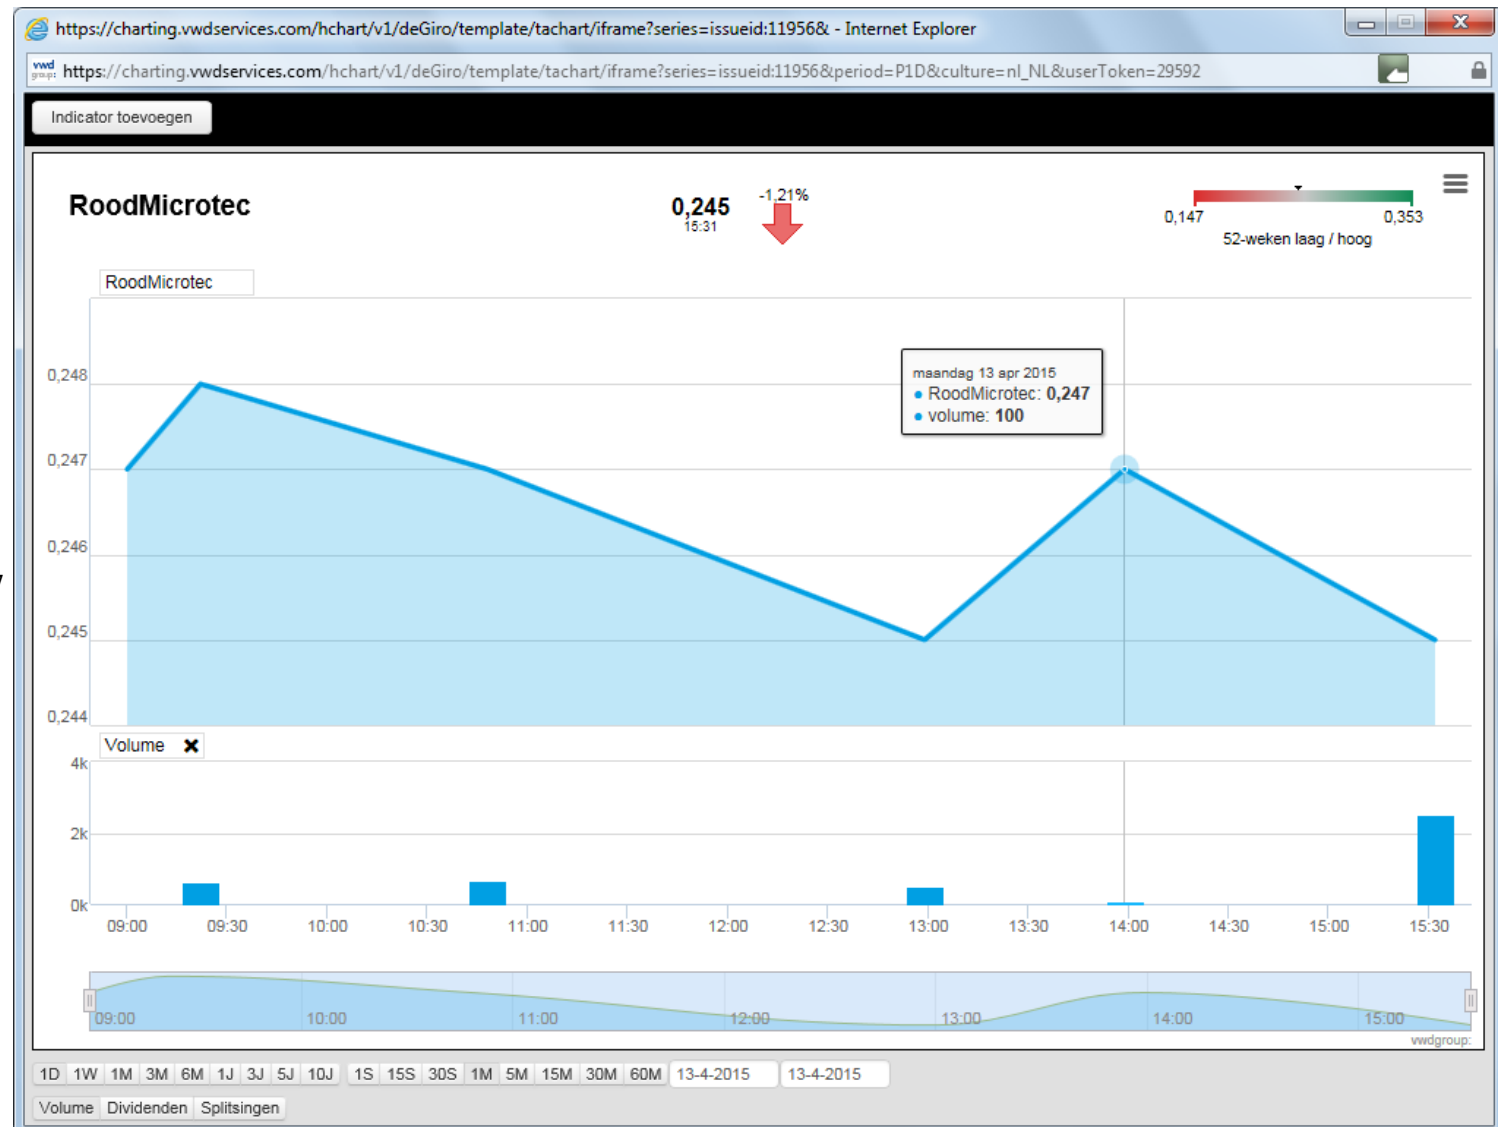 https://charting.vwdservices.com/hchart/v1/deGiro/template/tachart/iframe?series=issueid:11956& - Internet Explorer
vwd group: https://charting.vwdservices.com/hchart/v1/deGiro/template/tachart/iframe?series=issueid:11956&period=P1D&culture=nl_NL&userToken=29592
Indicator toevoegen
RoodMicrotec
0,245
15:31
-1,21%
0,147 0,353
52-weken laag / hoog
RoodMicrotec
0,248
maandag 13 apr 2015
● RoodMicrotec: 0,247
● volume: 100
0,247
0,246
0,245
0,244
Volume ✖
4k
2k
0k
09:00 09:30 10:00 10:30 11:00 11:30 12:00 12:30 13:00 13:30 14:00 14:30 15:00 15:30
09:00 10:00 11:00 12:00 13:00 14:00 15:00
vwdgroup:
1D 1W 1M 3M 6M 1J 3J 5J 10J 1S 15S 30S 1M 5M 15M 30M 60M 13-4-2015 13-4-2015
Volume Dividenden Splitsingen